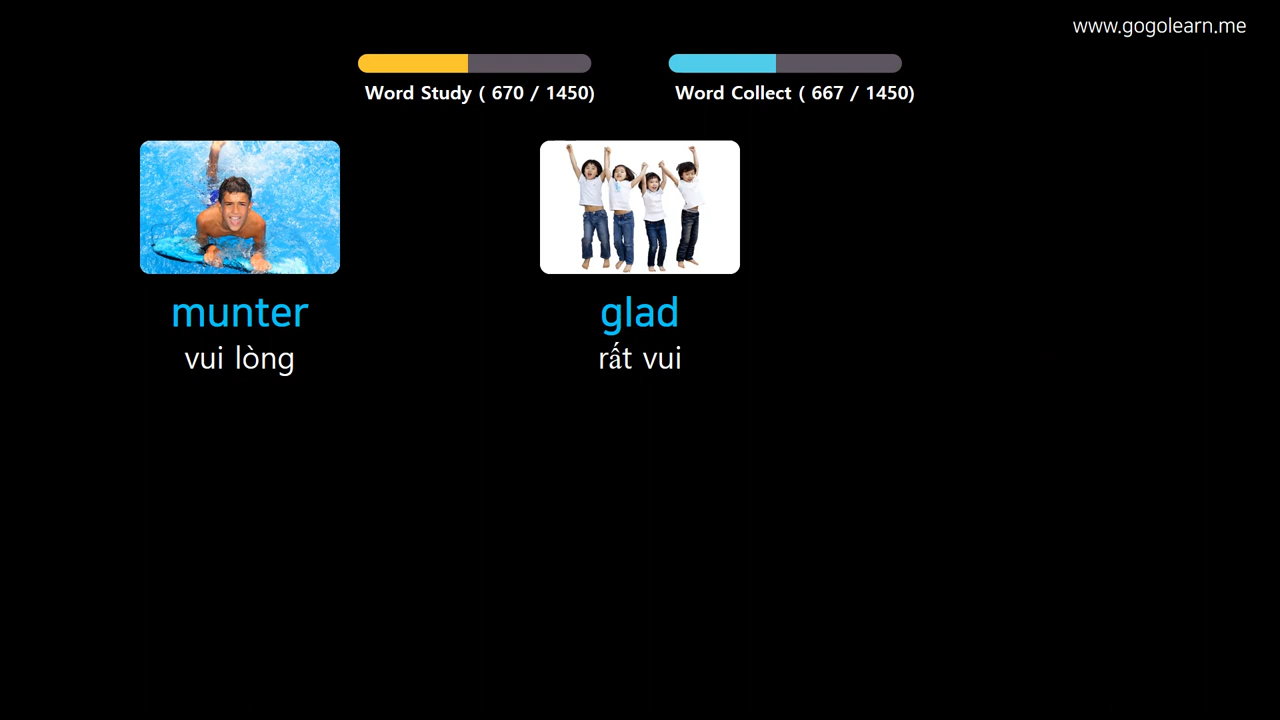 www.gogolearn.me
Word Study ( 670 / 1450)
Word Collect ( 667 / 1450)
munter
vui lòng
glad
rất vui